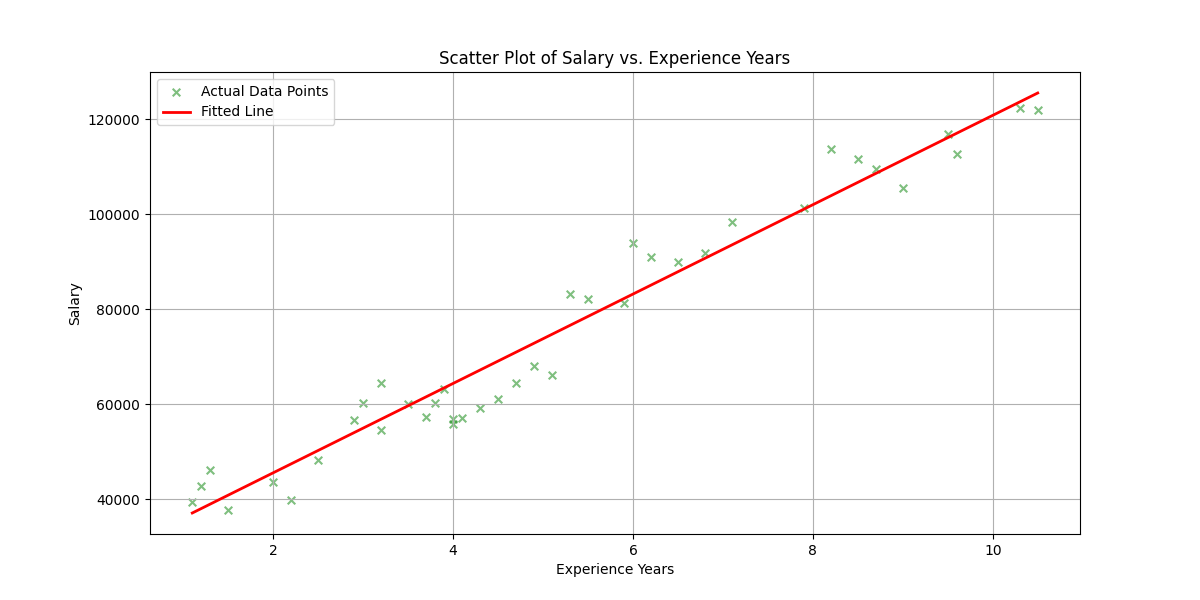 Scatter Plot of Salary vs. Experience Years
Actual Data Points
Fitted Line
120000
100000
80000
60000
40000
Salary
2 4 6 8 10
Experience Years